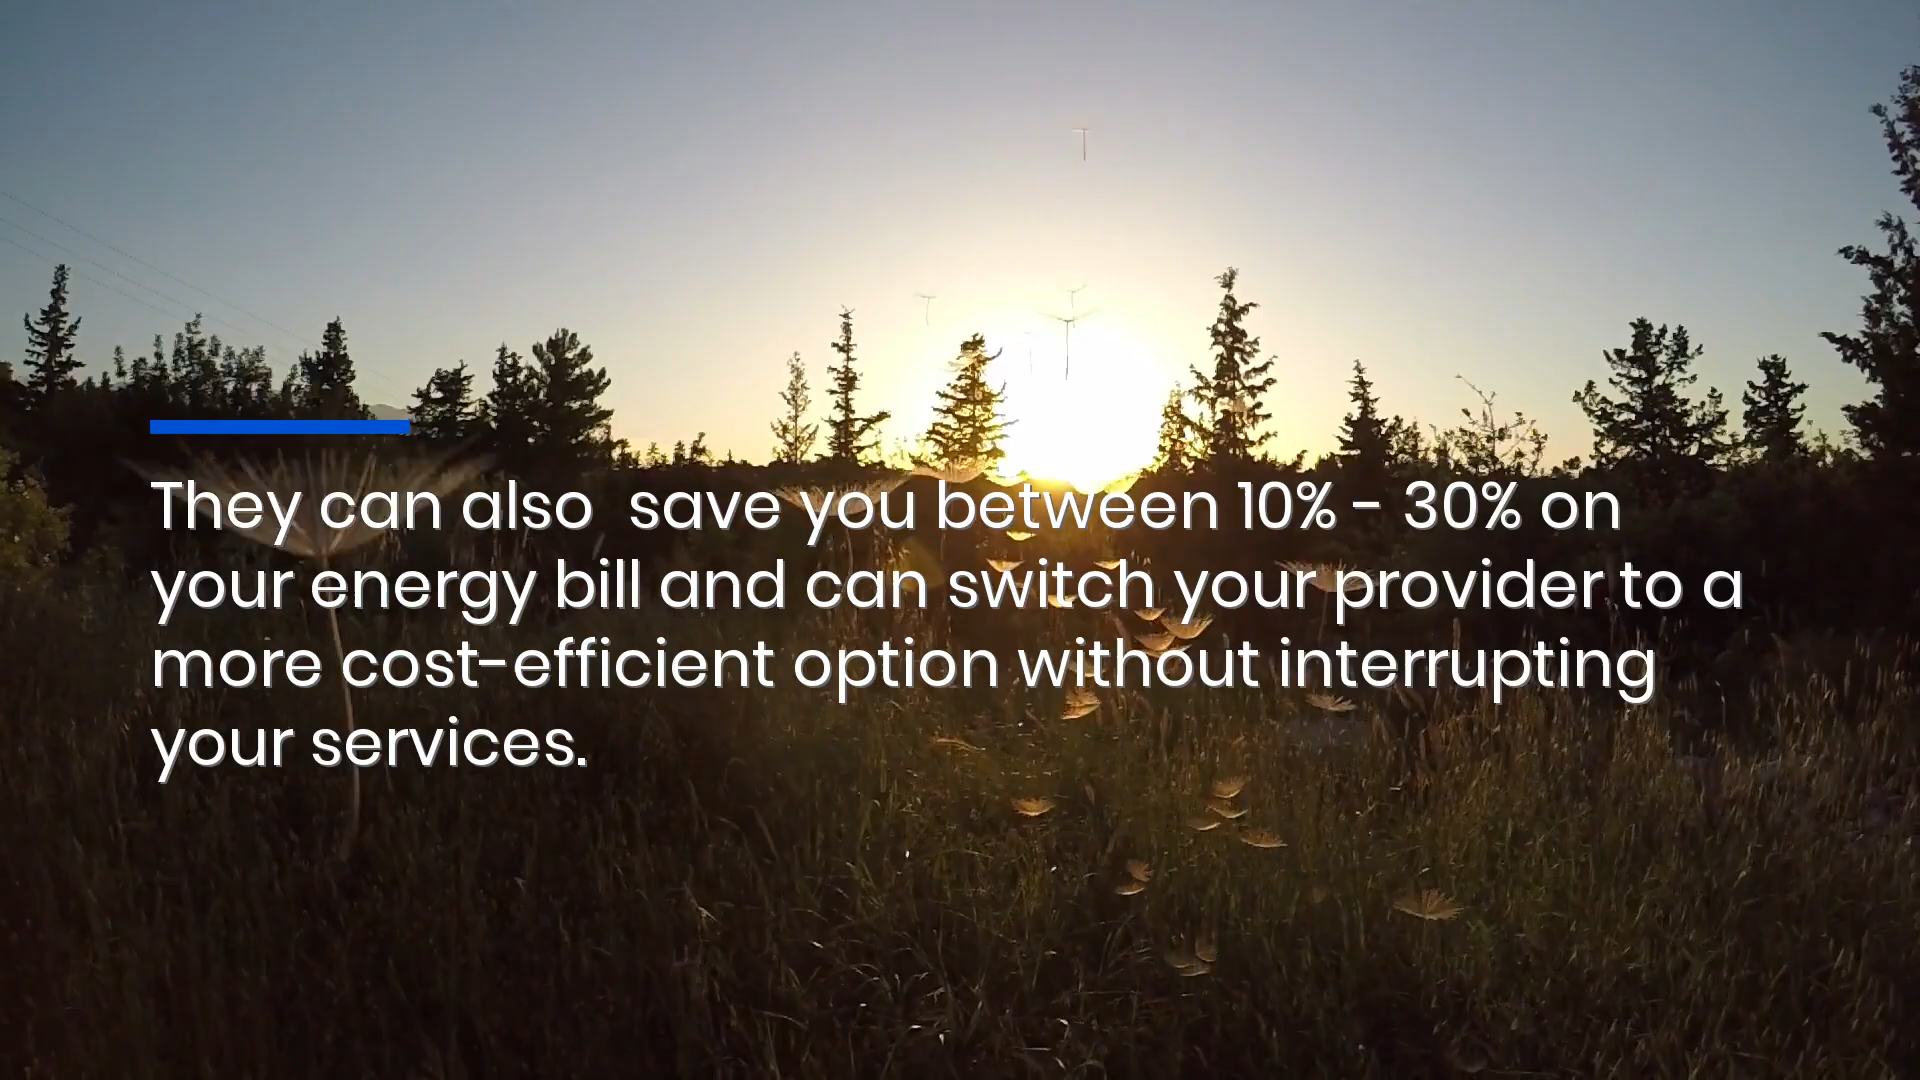 They can also  save you between 10% - 30% on
your energy bill and can switch your provider to a
more cost-efficient option without interrupting
your services.